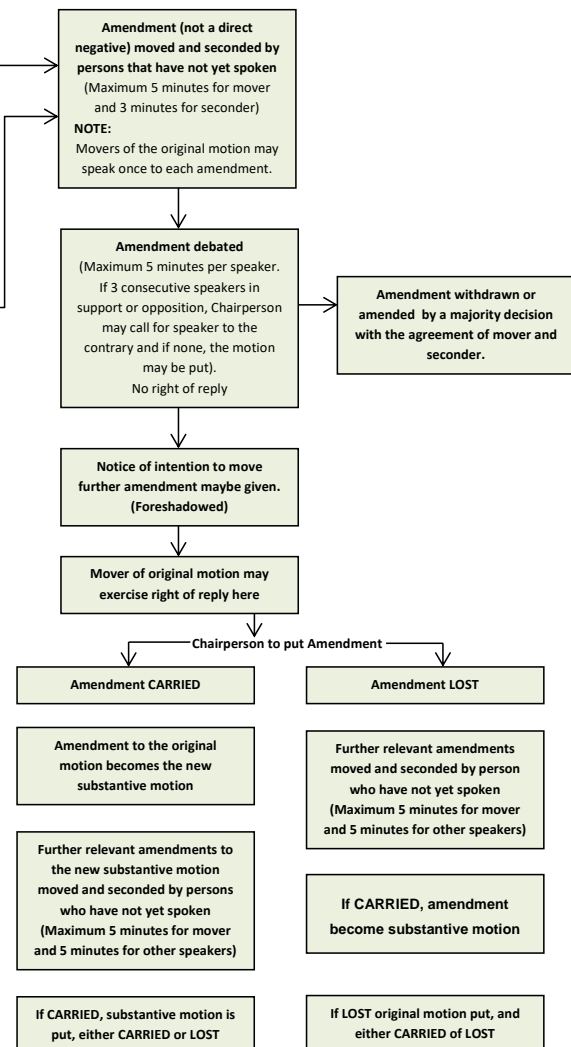 Amendment (not a direct
negative) moved and seconded by
persons that have not yet spoken
(Maximum 5 minutes for mover
and 3 minutes for seconder)
NOTE:
Movers of the original motion may
speak once to each amendment.
Amendment debated
(Maximum 5 minutes per speaker.
If 3 consecutive speakers in
support or opposition, Chairperson
may call for speaker to the
contrary and if none, the motion
may be put).
No right of reply
Amendment withdrawn or
amended by a majority decision
with the agreement of mover and
seconder.
Notice of intention to move
further amendment maybe given.
(Foreshadowed)
Mover of original motion may
exercise right of reply here
Chairperson to put Amendment
Amendment CARRIED
Amendment to the original
motion becomes the new
substantive motion
Further relevant amendments to
the new substantive motion
moved and seconded by persons
who have not yet spoken
(Maximum 5 minutes for mover
and 5 minutes for other speakers)
If CARRIED, substantive motion is
put, either CARRIED or LOST
Amendment LOST
Further relevant amendments
moved and seconded by person
who have not yet spoken
(Maximum 5 minutes for mover
and 5 minutes for other speakers)
If CARRIED, amendment
become substantive motion
If LOST original motion put, and
either CARRIED of LOST